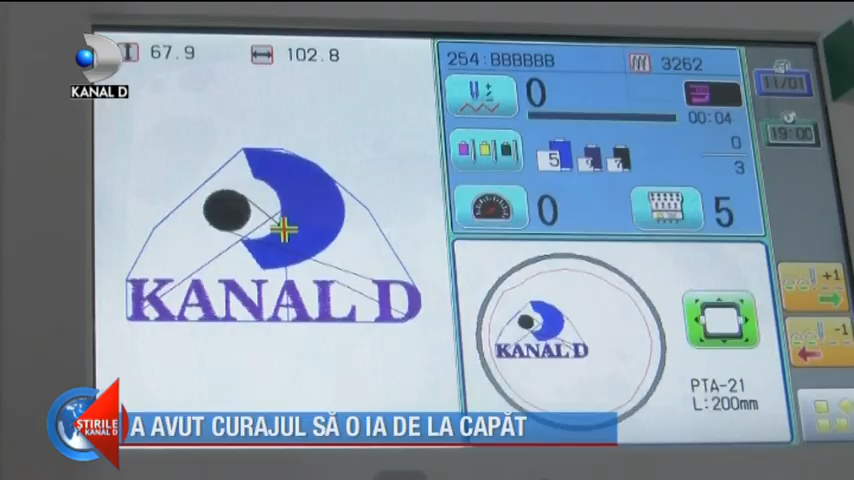 67.9
102.8
KANAL D
254:BBBBBB
3262
0
00:04
11/01
19:00
5
0
3
0
5
KANAL D
KANAL D
+1
-1
PTA-21
L:200mm
ȘTIRILE
KANAL D
A AVUT CURAJUL SĂ O IA DE LA CAPĂT